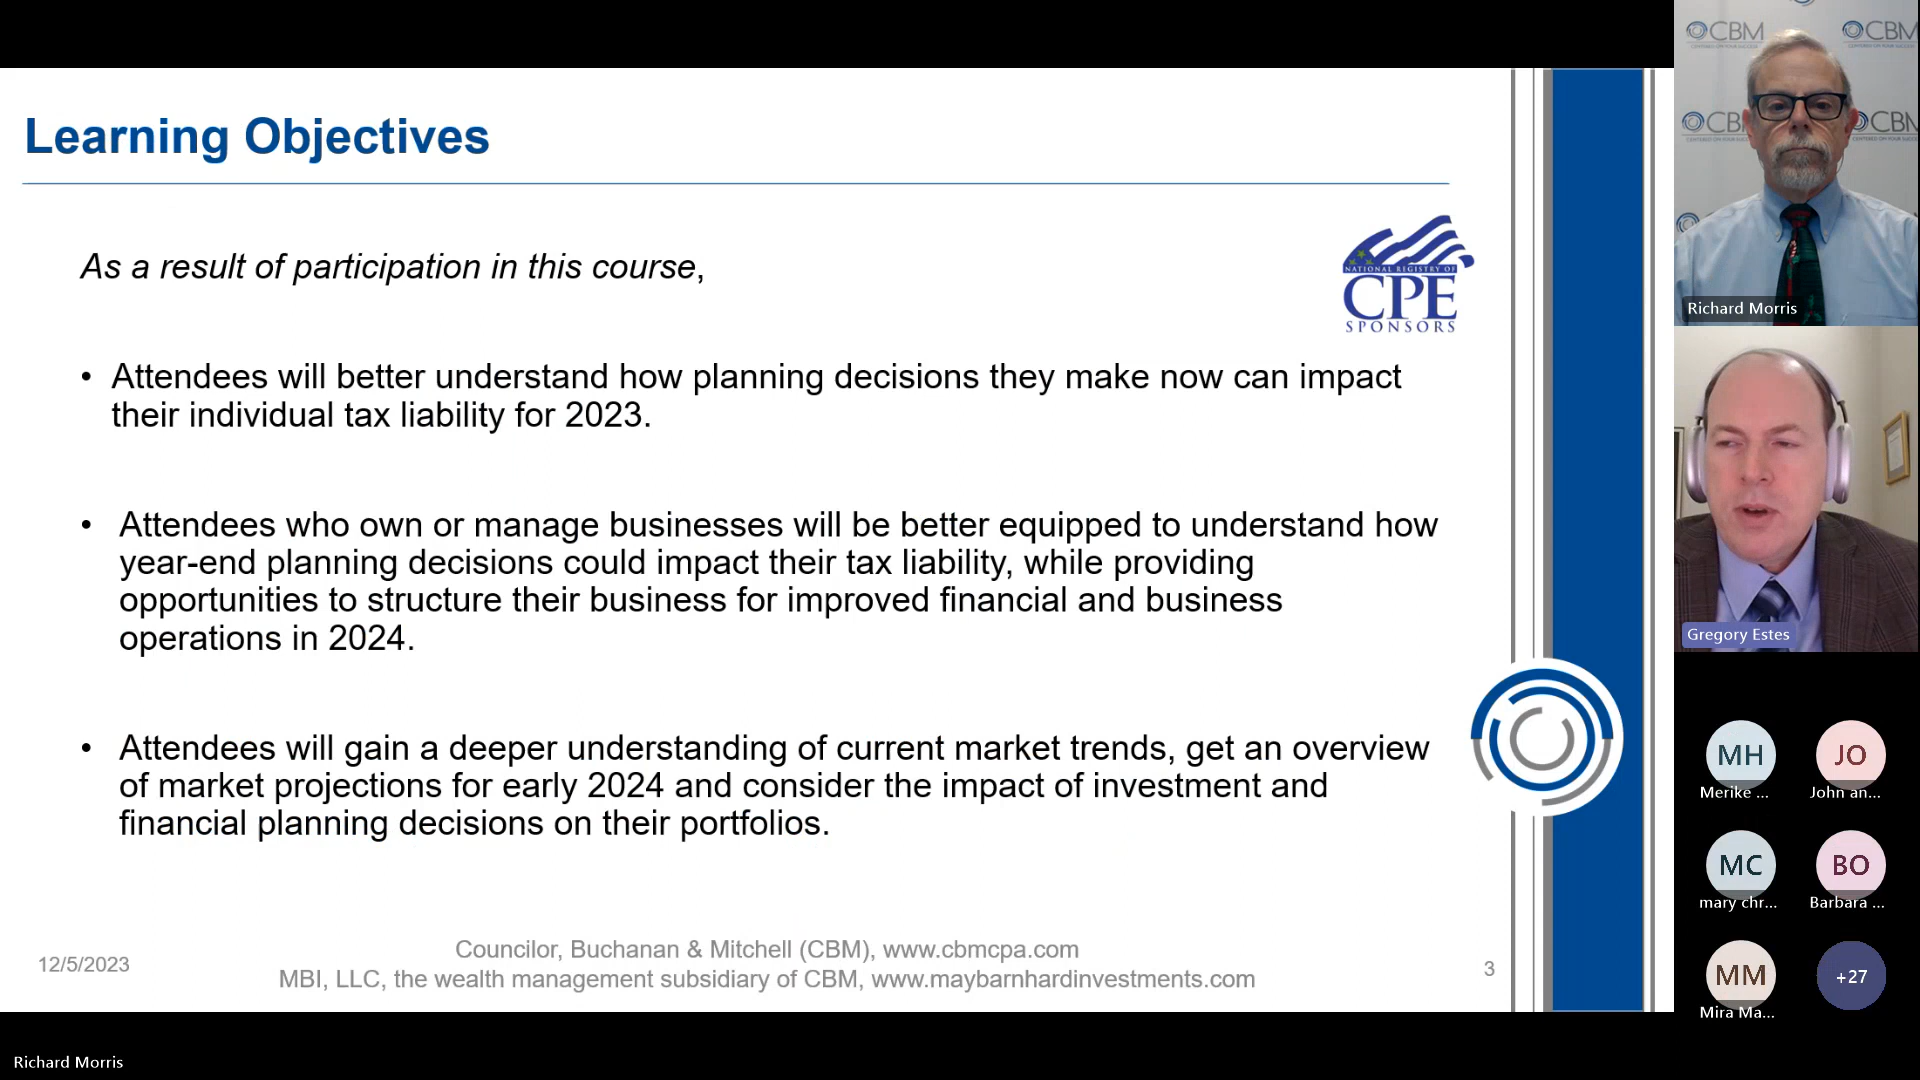 Learning Objectives
As a result of participation in this course,
NATIONAL REGISTRY OF
CPE
SPONSORS
• Attendees will better understand how planning decisions they make now can impact
their individual tax liability for 2023.
• Attendees who own or manage businesses will be better equipped to understand how
year-end planning decisions could impact their tax liability, while providing
opportunities to structure their business for improved financial and business
operations in 2024.
• Attendees will gain a deeper understanding of current market trends, get an overview
of market projections for early 2024 and consider the impact of investment and
financial planning decisions on their portfolios.
12/5/2023
Councilor, Buchanan & Mitchell (CBM), www.cbmcpa.com
MBI, LLC, the wealth management subsidiary of CBM, www.maybarnhardinvestments.com
3
CBM
CBM
CBM
CBM
Richard Morris
Gregory Estes
MH
JO
Merike ...
John an...
MC
BO
mary chr...
Barbara ...
MM
+27
Mira Ma...
Richard Morris